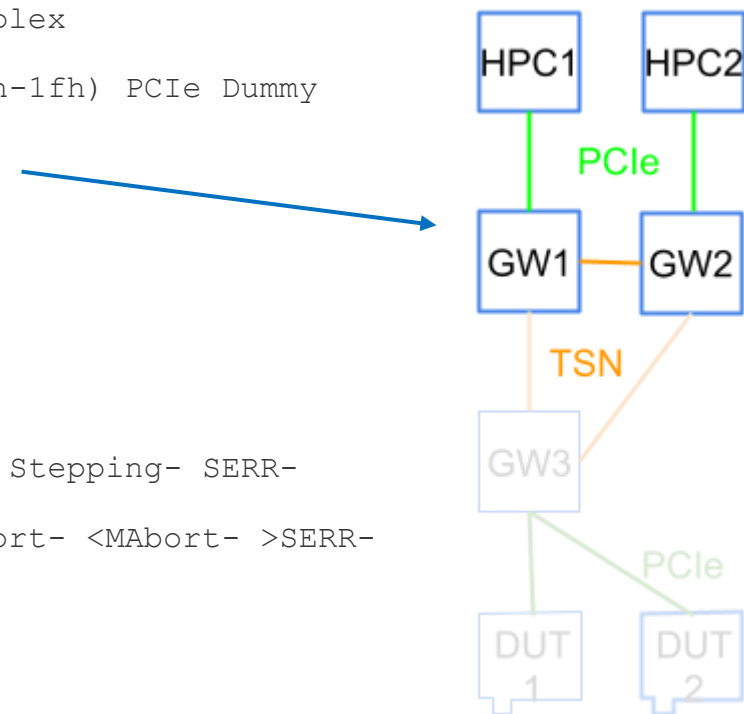 plex
n-1fh) PCIe Dummy
Stepping- SERR-
ort- <MAbort- >SERR-
HPC1 HPC2
PCIe
GW1 GW2
TSN
GW3
PCIe
DUT DUT
1 2